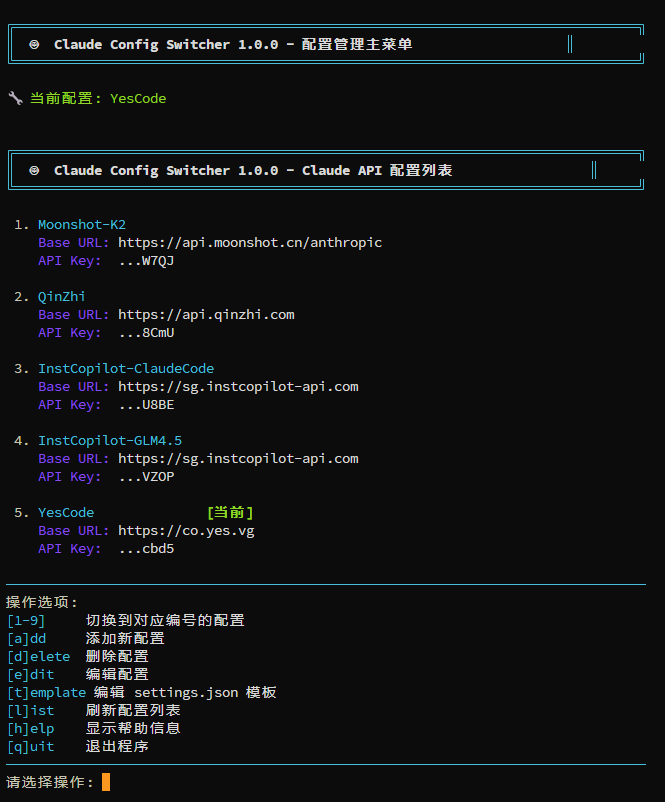 Claude Config Switcher 1.0.0 - 配置管理主菜单
当前配置: YesCode
Claude Config Switcher 1.0.0 - Claude API 配置列表
1. Moonshot-K2
Base URL: https://api.moonshot.cn/anthropic
API Key: ...W7QJ
2. QinZhi
Base URL: https://api.qinzhi.com
API Key: ...8CmU
3. InstCopilot-ClaudeCode
Base URL: https://sg.instcopilot-api.com
API Key: ...U8BE
4. InstCopilot-GLM4.5
Base URL: https://sg.instcopilot-api.com
API Key: ...VZOP
5. YesCode [当前]
Base URL: https://co.yes.vg
API Key: ...cbd5
操作选项:
[1-9] 切换到对应编号的配置
[a]dd 添加新配置
[d]elete 删除配置
[e]dit 编辑配置
[t]emplate 编辑 settings.json 模板
[l]ist 刷新配置列表
[h]elp 显示帮助信息
[q]uit 退出程序
请选择操作: